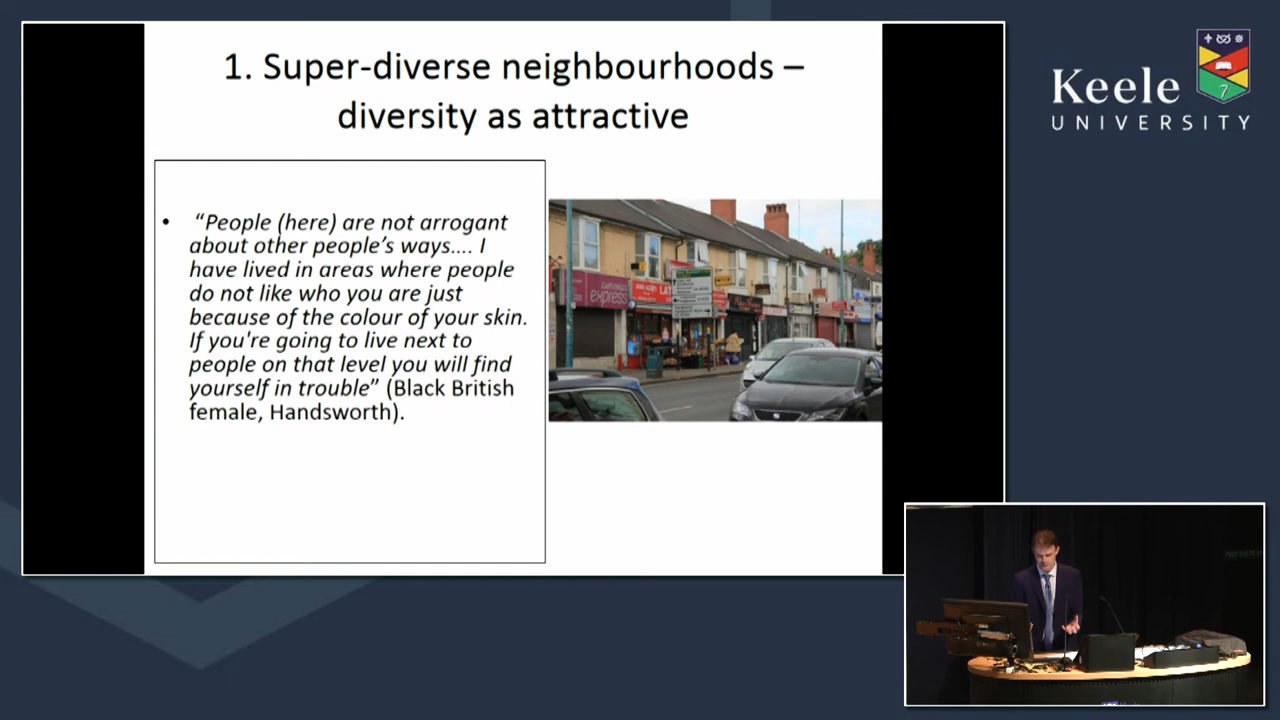 1. Super-diverse neighbourhoods –
diversity as attractive
• “People (here) are not arrogant
about other people’s ways.... I
have lived in areas where people
do not like who you are just
because of the colour of your skin.
If you're going to live next to
people on that level you will find
yourself in trouble” (Black British
female, Handsworth).
express
Keele
UNIVERSITY